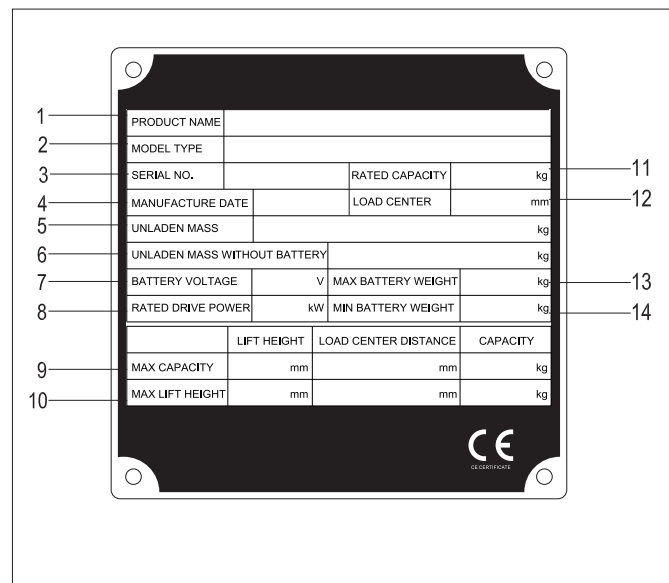 1 PRODUCT NAME
2 MODEL TYPE
3 SERIAL NO. RATED CAPACITY kg 11
4 MANUFACTURE DATE LOAD CENTER mm 12
5 UNLADEN MASS kg
6 UNLADEN MASS WITHOUT BATTERY kg
7 BATTERY VOLTAGE V MAX BATTERY WEIGHT kg 13
8 RATED DRIVE POWER kW MIN BATTERY WEIGHT kg 14
LIFT HEIGHT LOAD CENTER DISTANCE CAPACITY
9 MAX CAPACITY mm mm kg
10 MAX LIFT HEIGHT mm mm kg
CE
CE CERTIFICATE